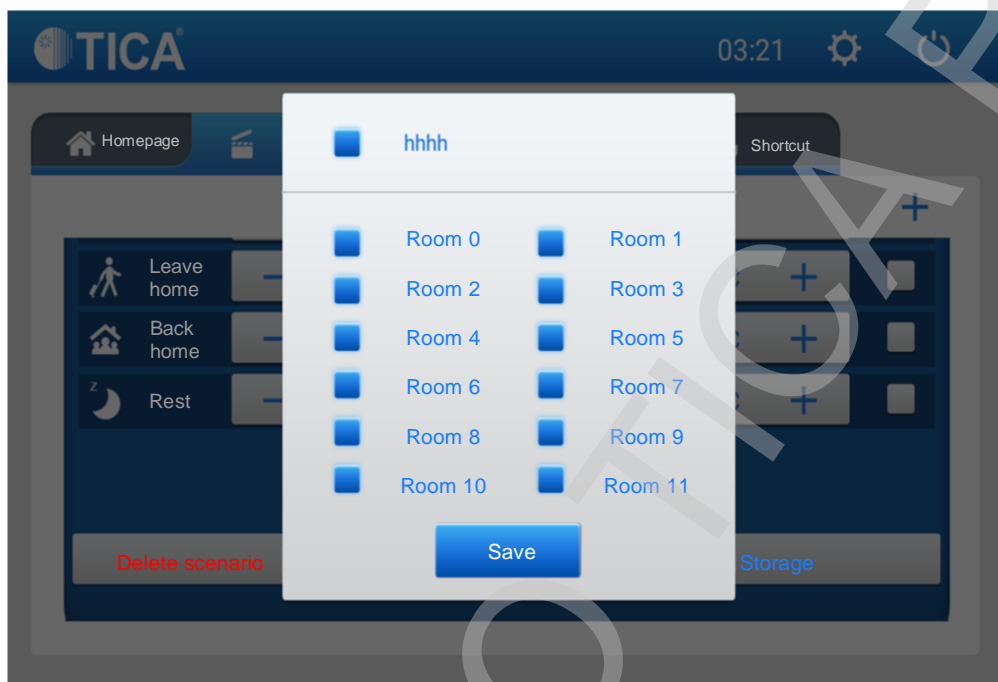 TICA
03:21
Homepage
Shortcut
hhhh
Room 0 Room 1
Leave
home
Room 2 Room 3
Back
home
Room 4 Room 5
Rest
Room 6 Room 7
Room 8 Room 9
Room 10 Room 11
Save
Delete scenario
Storage
TICA